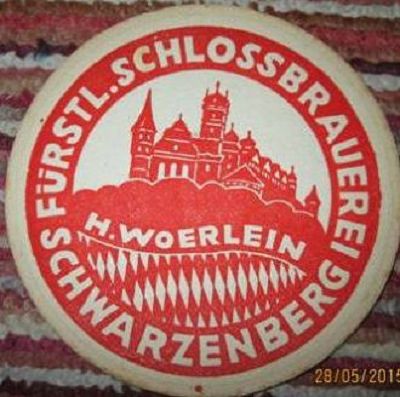 FÜRSTL. SCHLOSSBRAUEREI
SCHWARZENBERG
H. WOERLEIN
28/05/2015